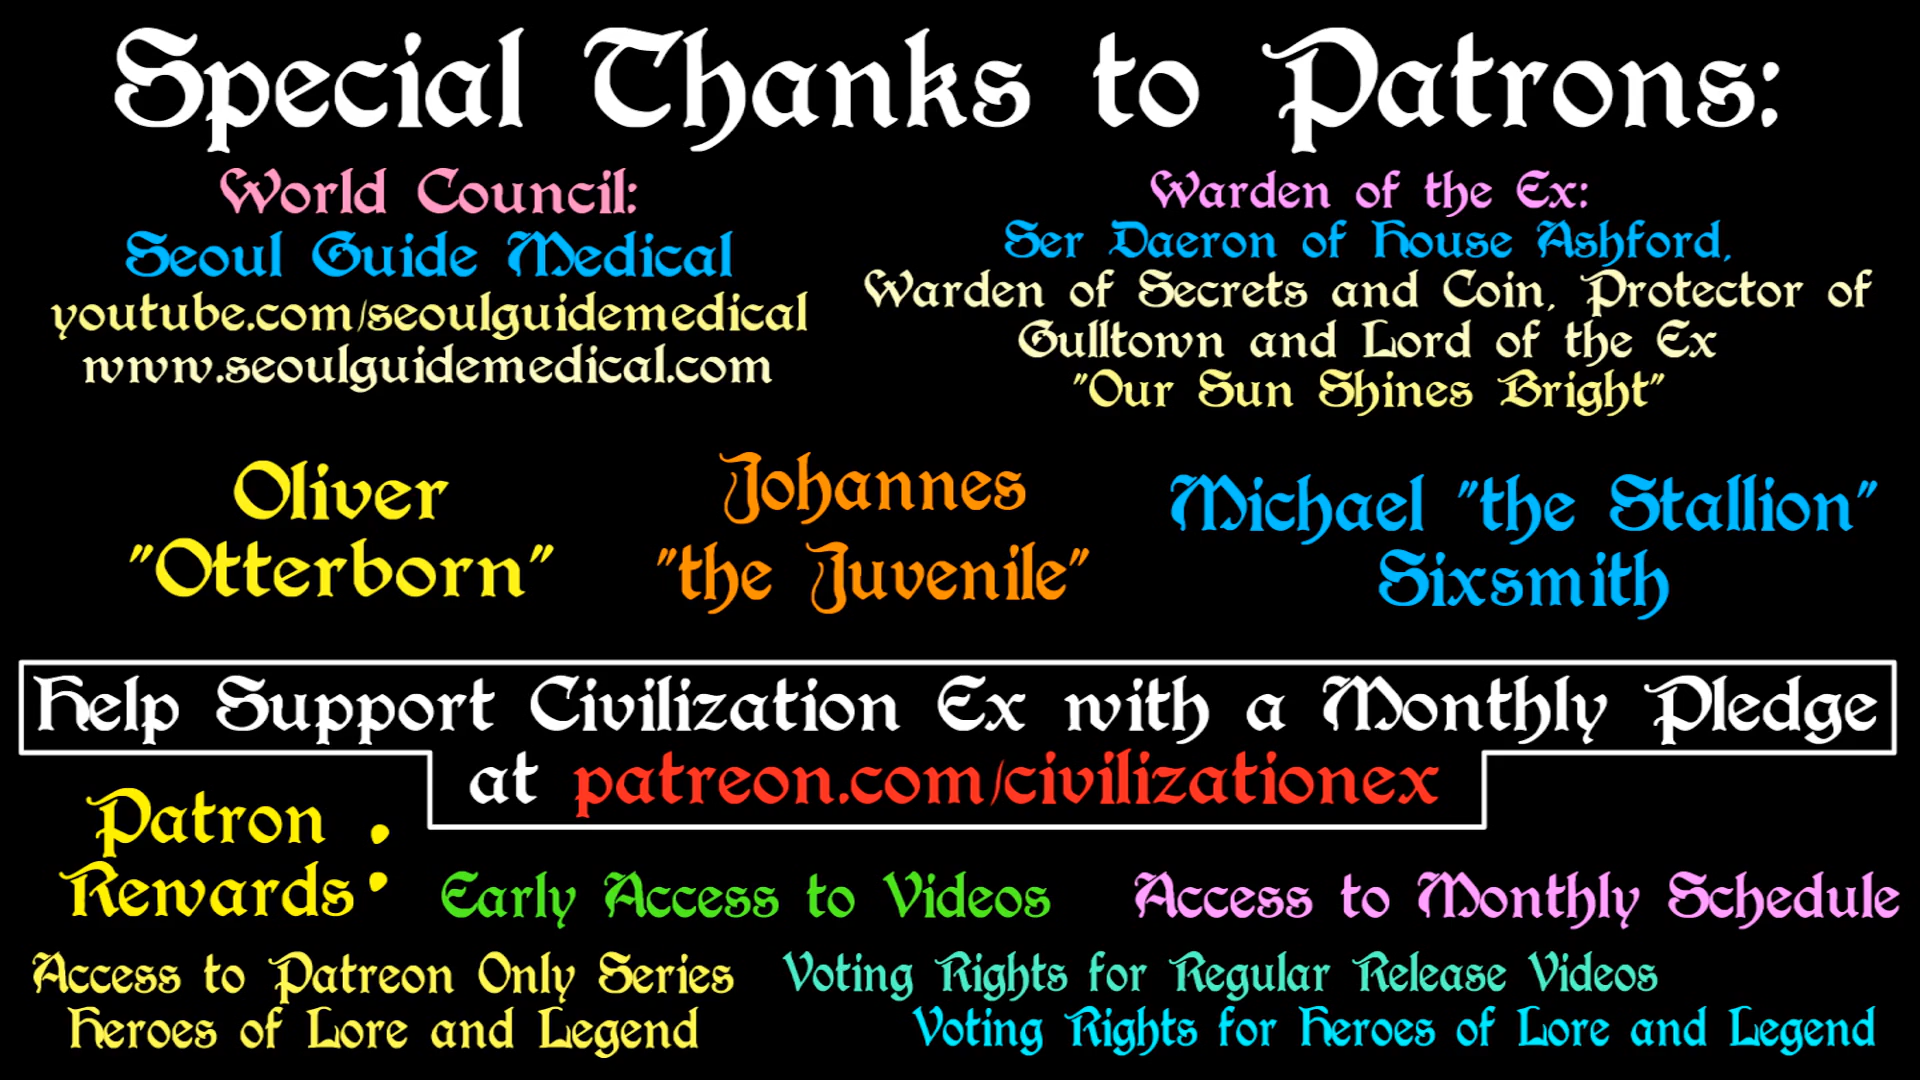 Special Thanks to Patrons:
World Council:
Seoul Guide Medical
youtube.com/seoulguidemedical
www.seoulguidemedical.com
Warden of the Ex:
Ser Daeron of House Ashford,
Warden of Secrets and Coin, Protector of
Gulltown and Lord of the Ex
"Our Sun Shines Bright"
Oliver
"Otterborn"
Johannes
"the Juvenile"
Michael "the Stallion"
Sixsmith
Help Support Civilization Ex with a Monthly Pledge
at patreon.com/civilizationex
Patron
Rewards:
Early Access to Videos
Access to Monthly Schedule
Access to Patreon Only Series
Heroes of Lore and Legend
Voting Rights for Regular Release Videos
Voting Rights for Heroes of Lore and Legend